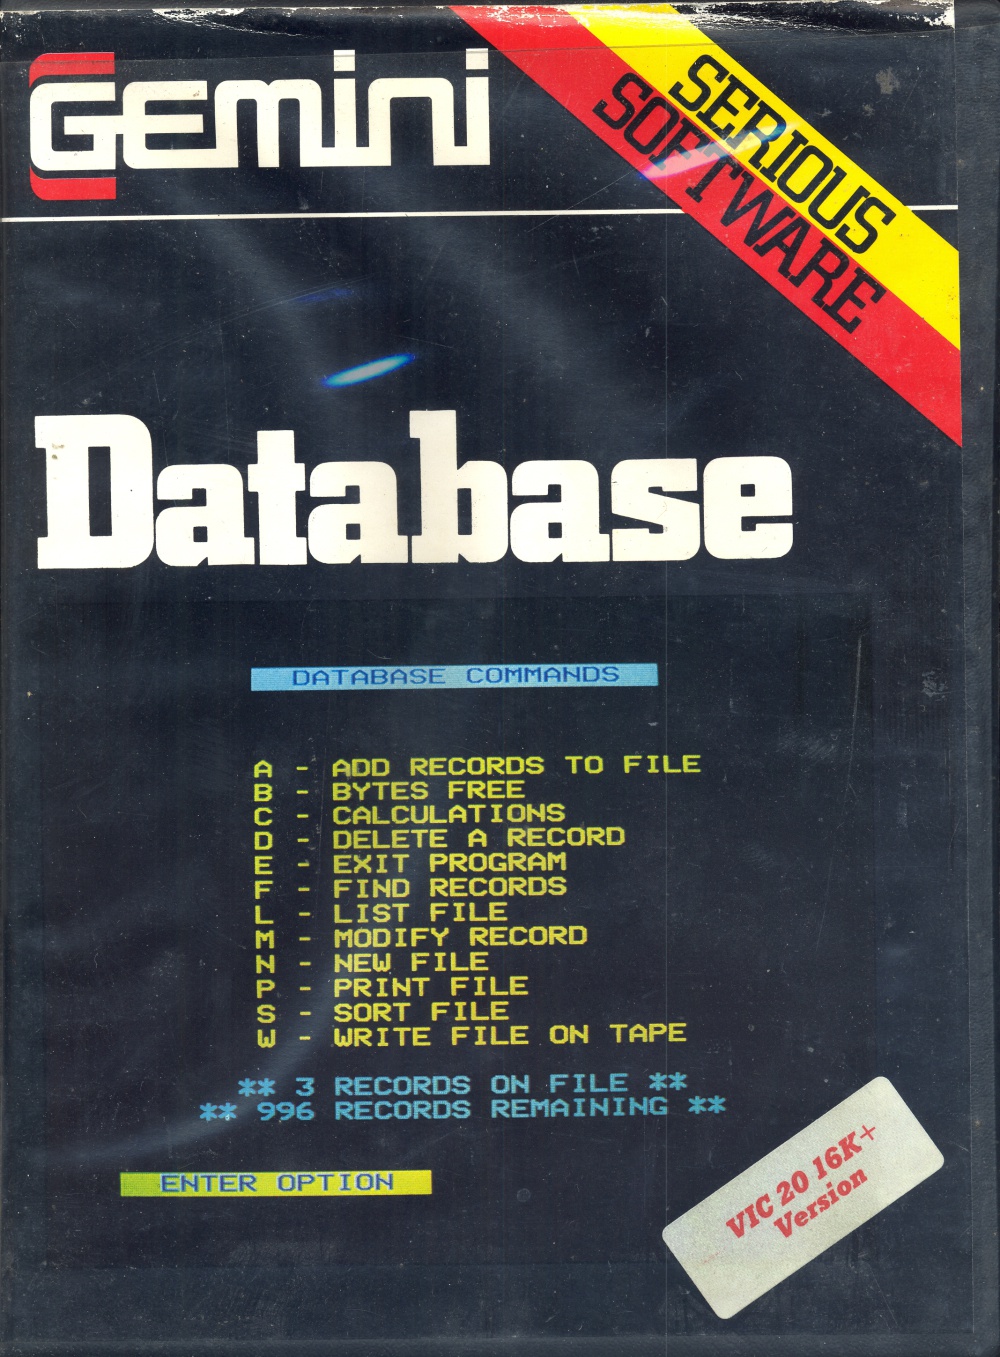 Gemini
SERIOUS
SOFTWARE
Database
DATABASE COMMANDS
A - ADD RECORDS TO FILE
B - BYTES FREE
C - CALCULATIONS
D - DELETE A RECORD
E - EXIT PROGRAM
F - FIND RECORDS
L - LIST FILE
M - MODIFY RECORD
N - NEW FILE
P - PRINT FILE
S - SORT FILE
W - WRITE FILE ON TAPE
** 3 RECORDS ON FILE **
** 996 RECORDS REMAINING **
ENTER OPTION
VIC 20 16K+
Version